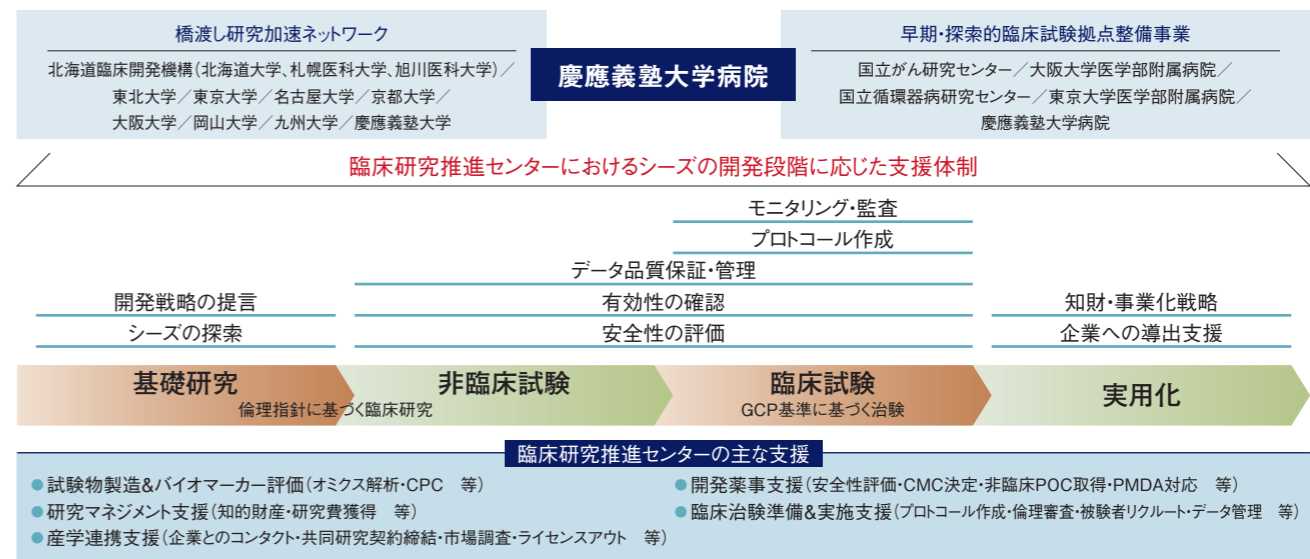 橋渡し研究加速ネットワーク
北海道臨床開発機構(北海道大学、札幌医科大学、旭川医科大学)/
東北大学/東京大学/名古屋大学/京都大学/
大阪大学/岡山大学/九州大学/慶應義塾大学
慶應義塾大学病院
早期・探索的臨床試験拠点整備事業
国立がん研究センター/大阪大学医学部附属病院/
国立循環器病研究センター/東京大学医学部附属病院/
慶應義塾大学病院
臨床研究推進センターにおけるシーズの開発段階に応じた支援体制
モニタリング・監査
プロトコール作成
データ品質保証・管理
開発戦略の提言
有効性の確認
知財・事業化戦略
シーズの探索
安全性の評価
企業への導出支援
基礎研究
非臨床試験
倫理指針に基づく臨床研究
臨床試験
GCP基準に基づく治験
実用化
臨床研究推進センターの主な支援
●試験物製造&バイオマーカー評価(オミクス解析・CPC 等)
●研究マネジメント支援(知的財産・研究費獲得 等)
●産学連携支援(企業とのコンタクト・共同研究契約締結・市場調査・ライセンスアウト 等)
●開発薬事支援(安全性評価・CMC決定・非臨床POC取得・PMDA対応 等)
●臨床治験準備&実施支援(プロトコール作成・倫理審査・被験者リクルート・データ管理 等)